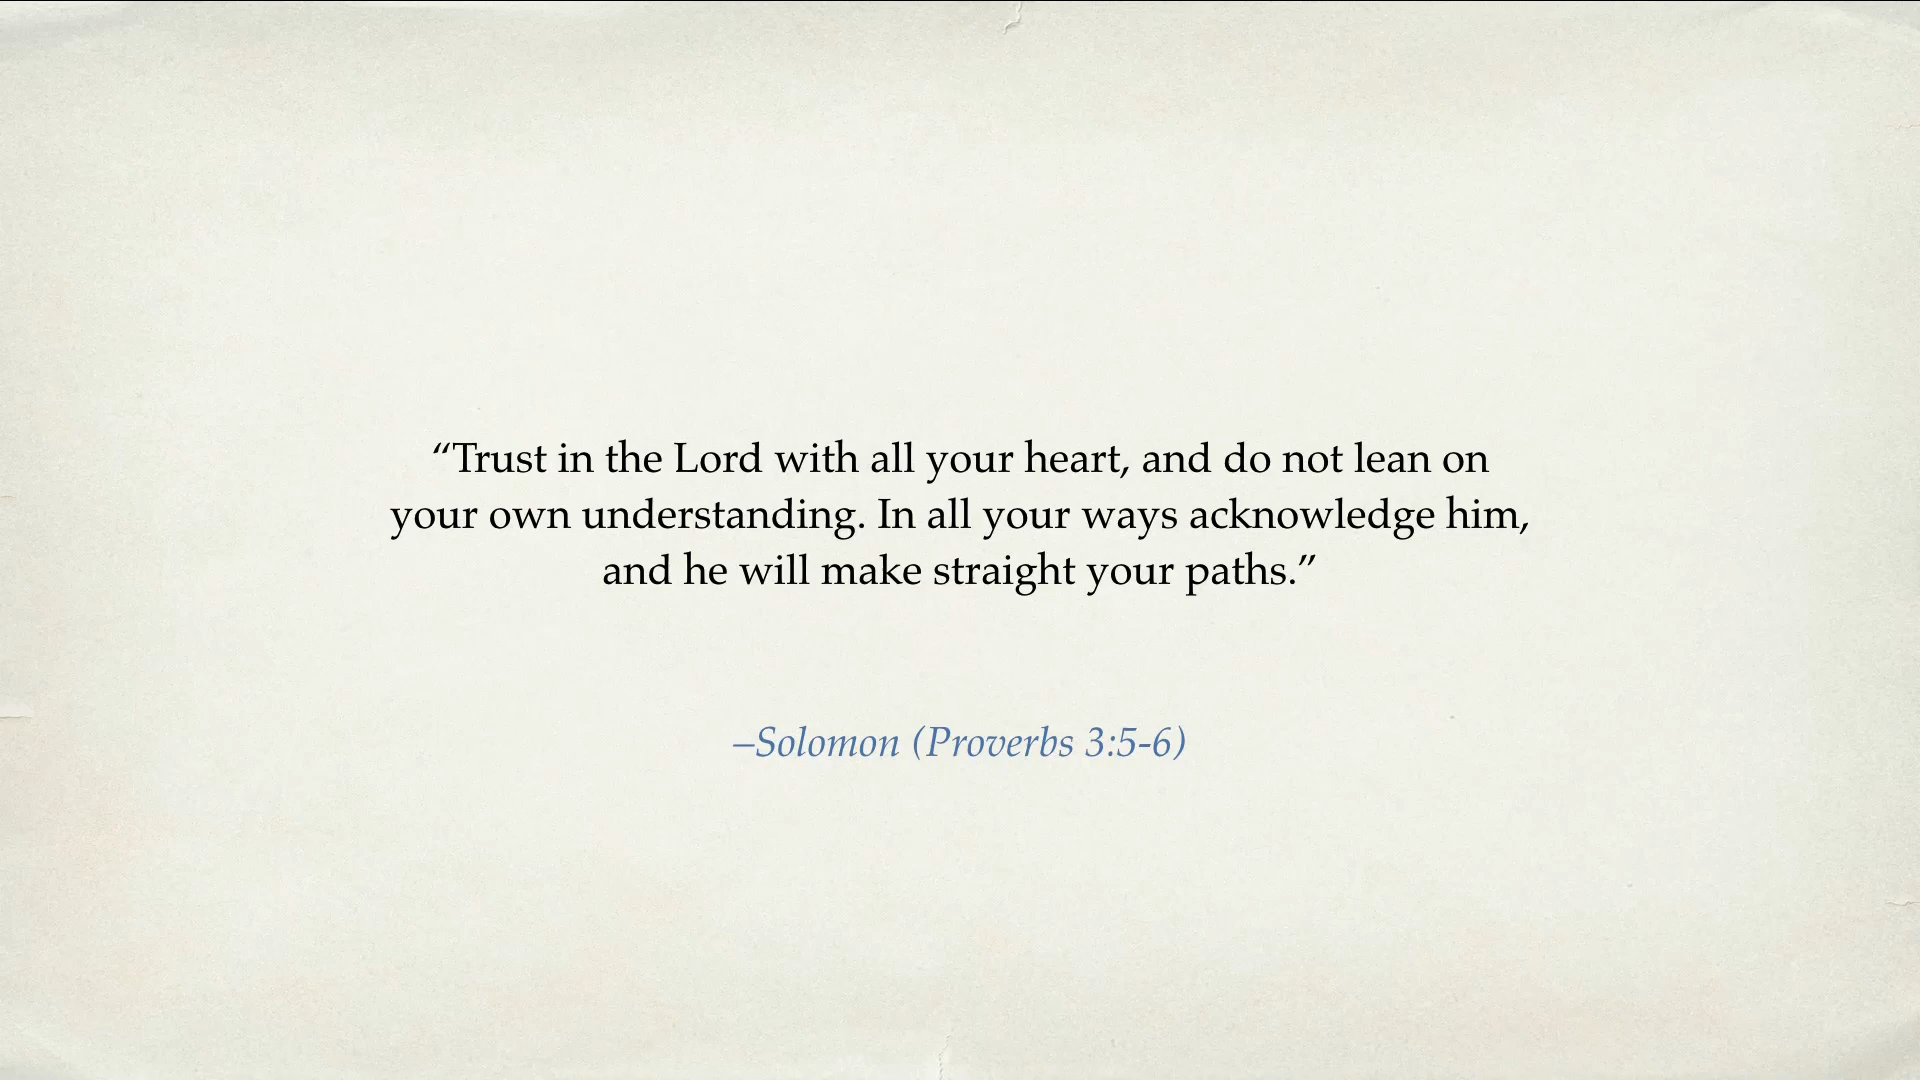 “Trust in the Lord with all your heart, and do not lean on
your own understanding. In all your ways acknowledge him,
and he will make straight your paths.”
–Solomon (Proverbs 3:5-6)